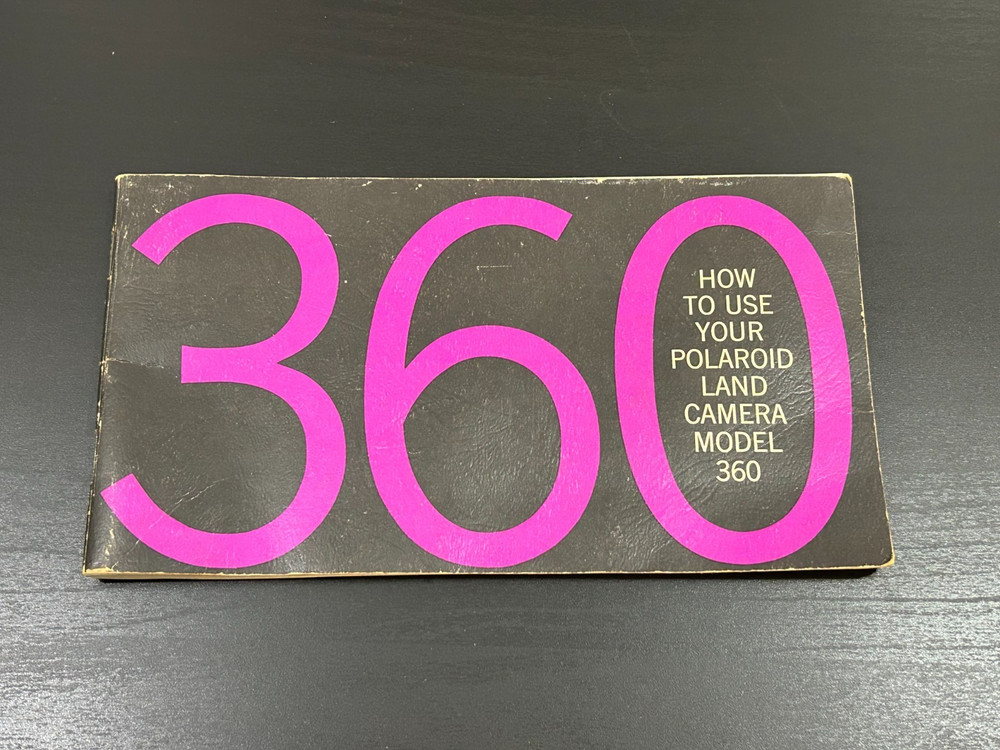 360
HOW
TO USE
YOUR
POLAROID
LAND
CAMERA
MODEL
360